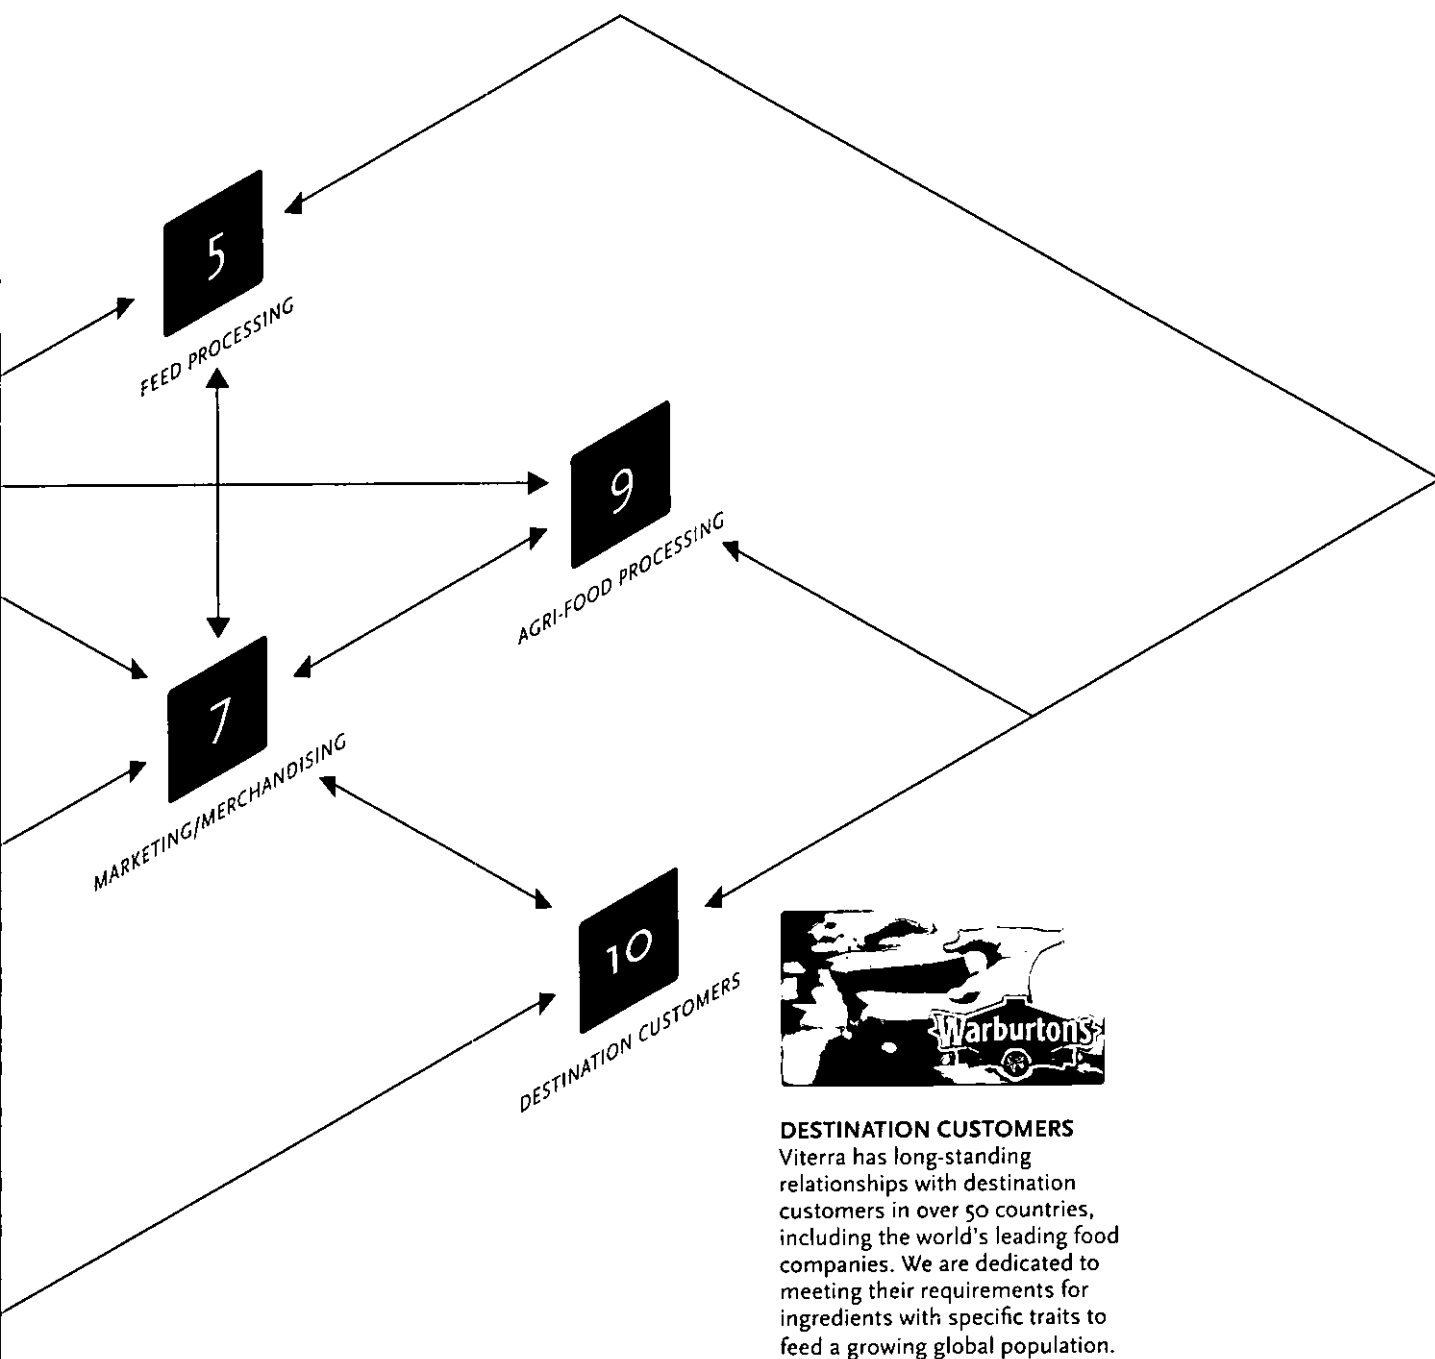 5
FEED PROCESSING
9
AGRI-FOOD PROCESSING
7
MARKETING/MERCHANDISING
10
DESTINATION CUSTOMERS
Warburtons
DESTINATION CUSTOMERS
Viterra has long-standing
relationships with destination
customers in over 50 countries,
including the world's leading food
companies. We are dedicated to
meeting their requirements for
ingredients with specific traits to
feed a growing global population.